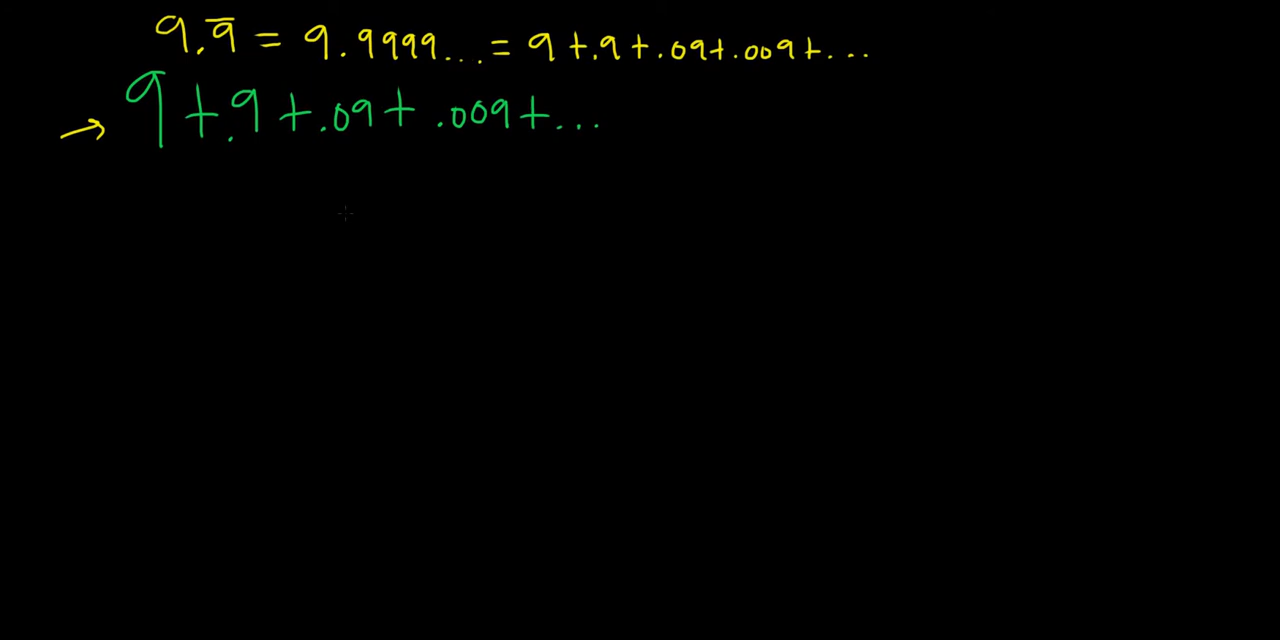 9.9̅ = 9.9999... = 9 + .9 + .09 + .009 + ...
→ 9 + .9 + .09 + .009 + ...